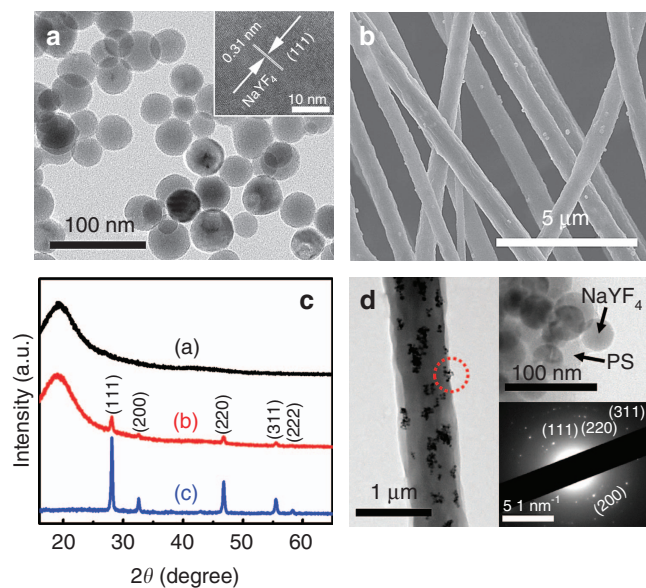 a
0.31 nm
(111)
NaYF4
10 nm
100 nm
b
5 μm
c
Intensity (a.u.)
(a)
(b)
(c)
(111)
(200)
(220)
(311)
(222)
20
30
40
50
60
2θ (degree)
d
1 μm
NaYF4
PS
100 nm
(311)
(220)
(111)
(200)
5 1 nm-1